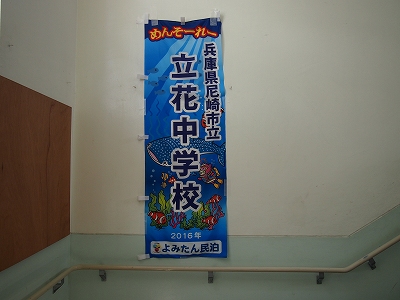 めんそーれー
兵庫県尼崎市立
立花中学校
2016年
よみたん民泊